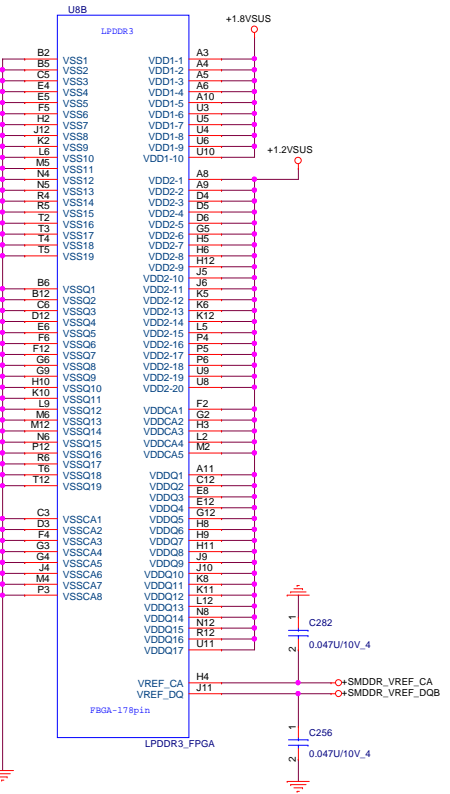 U8B
+1.8VSUS
LPDDR3
B2 VSS1 VDD1-1 A3
B5 VSS2 VDD1-2 A4
C5 VSS3 VDD1-3 A5
E4 VSS4 VDD1-4 A6
E5 VSS5 VDD1-5 A10
F5 VSS6 VDD1-6 U3
H2 VSS7 VDD1-7 U5
J12 VSS8 VDD1-8 U4
K2 VSS9 VDD1-9 U6
L6 VSS10 VDD1-10 U10
+1.2VSUS
M5 VSS11
N4 VSS12 VDD2-1 A8
N5 VSS13 VDD2-2 A9
R4 VSS14 VDD2-3 D4
R5 VSS15 VDD2-4 D5
T2 VSS16 VDD2-5 D6
T3 VSS17 VDD2-6 G5
T4 VSS18 VDD2-7 H5
T5 VSS19 VDD2-8 H6
VDD2-9 H12
VDD2-10 J5
B6 VSSQ1 VDD2-11 J6
B12 VSSQ2 VDD2-12 K5
C6 VSSQ3 VDD2-13 K6
D12 VSSQ4 VDD2-14 K12
E6 VSSQ5 VDD2-15 L5
F6 VSSQ6 VDD2-16 P4
F12 VSSQ7 VDD2-17 P5
G6 VSSQ8 VDD2-18 P6
G9 VSSQ9 VDD2-19 U9
H10 VSSQ10 VDD2-20 U8
K10 VSSQ11
L9 VSSQ12 VDDCA1 F2
M6 VSSQ13 VDDCA2 G2
M12 VSSQ14 VDDCA3 H3
N6 VSSQ15 VDDCA4 L2
P12 VSSQ16 VDDCA5 M2
R6 VSSQ17
T6 VSSQ18 VDDQ1 A11
T12 VSSQ19 VDDQ2 C12
VDDQ3 E8
VDDQ4 E12
C3 VSSCA1 VDDQ5 G12
D3 VSSCA2 VDDQ6 H8
F4 VSSCA3 VDDQ7 H9
G3 VSSCA4 VDDQ8 H11
G4 VSSCA5 VDDQ9 J9
J4 VSSCA6 VDDQ10 J10
M4 VSSCA7 VDDQ11 K8
P3 VSSCA8 VDDQ12 K11
VDDQ13 L12
VDDQ14 N8
VDDQ15 N12
VDDQ16 R12
VDDQ17 U11
1
C282
0.047U/10V_4
2
VREF_CA H4 +SMDDR_VREF_CA
VREF_DQ J11 +SMDDR_VREF_DQB
FBGA-178pin
LPDDR3_FPGA
1
C256
0.047U/10V_4
2